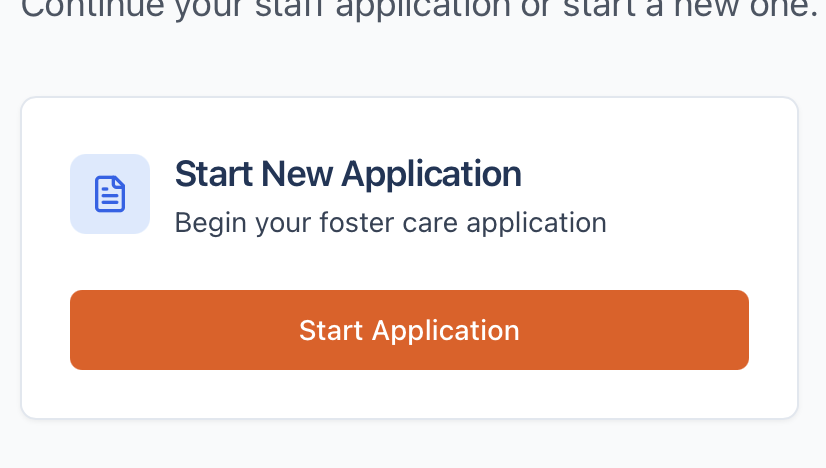 Continue your staff application or start a new one.
Start New Application
Begin your foster care application
Start Application